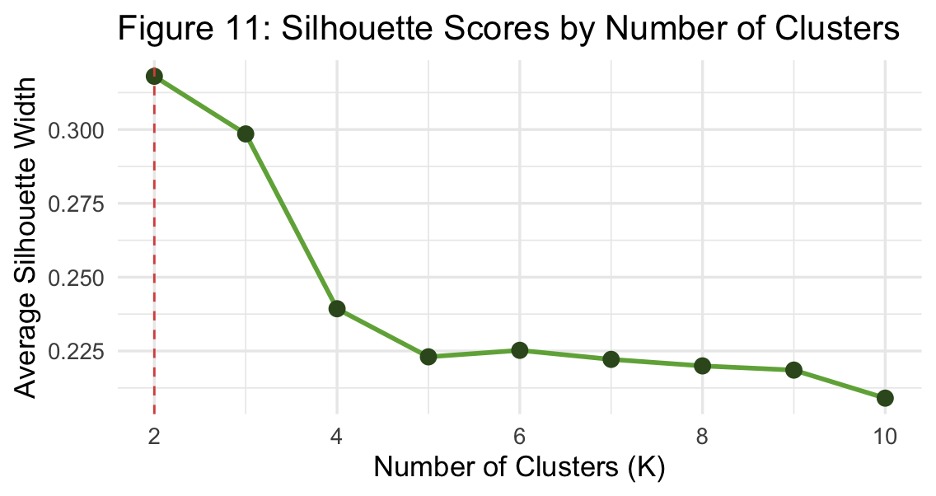 Figure 11: Silhouette Scores by Number of Clusters
Average Silhouette Width
0.300
0.275
0.250
0.225
2 4 6 8 10
Number of Clusters (K)